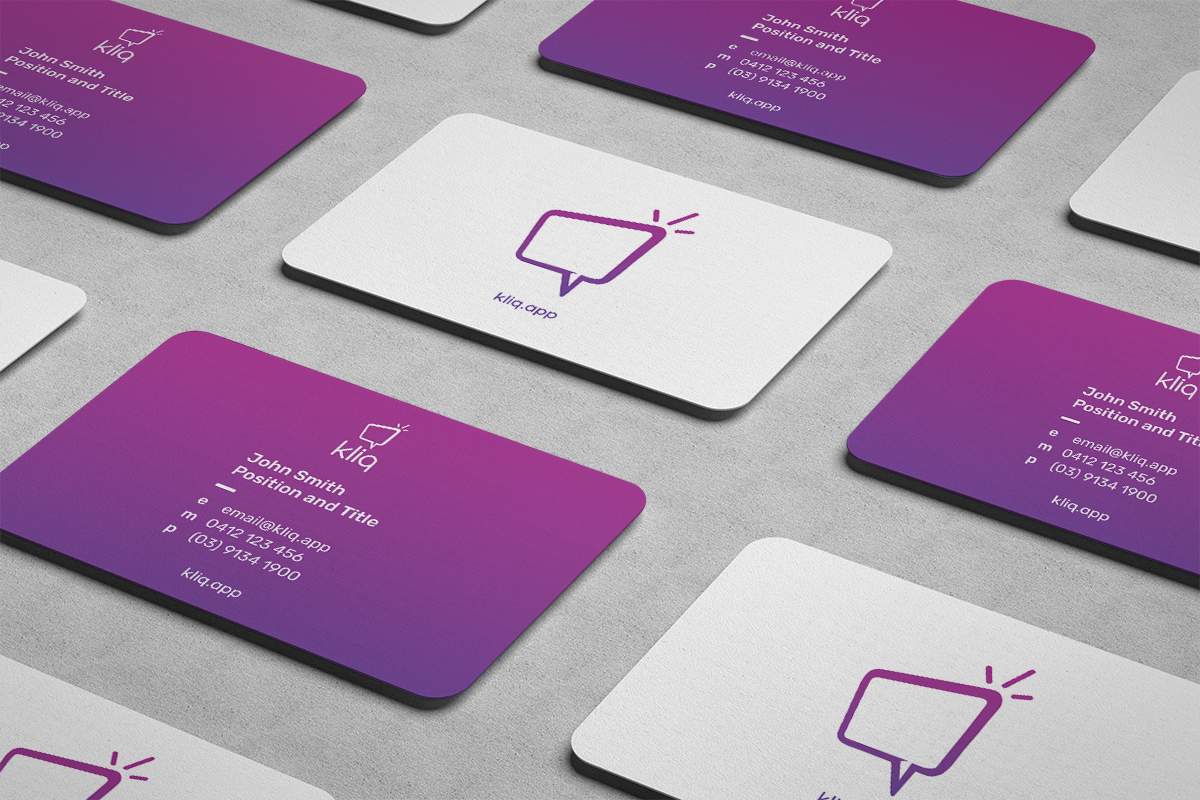 kliq
John Smith
Position and Title
e email@kliq.app
m 0412 123 456
p (03) 9134 1900
kliq.app
kliq
John Smith
Position and Title
email@kliq.app
12 123 456
9134 1900
kliq.app
kliq
John Smith
Position and Title
e email@kliq.app
m 0412 123 456
p (03) 9134 1900
kliq.app
kliq
John Smith
Position and
e email@kliq.app
m 0412 123 456
p (03) 9134 1900
kliq.app